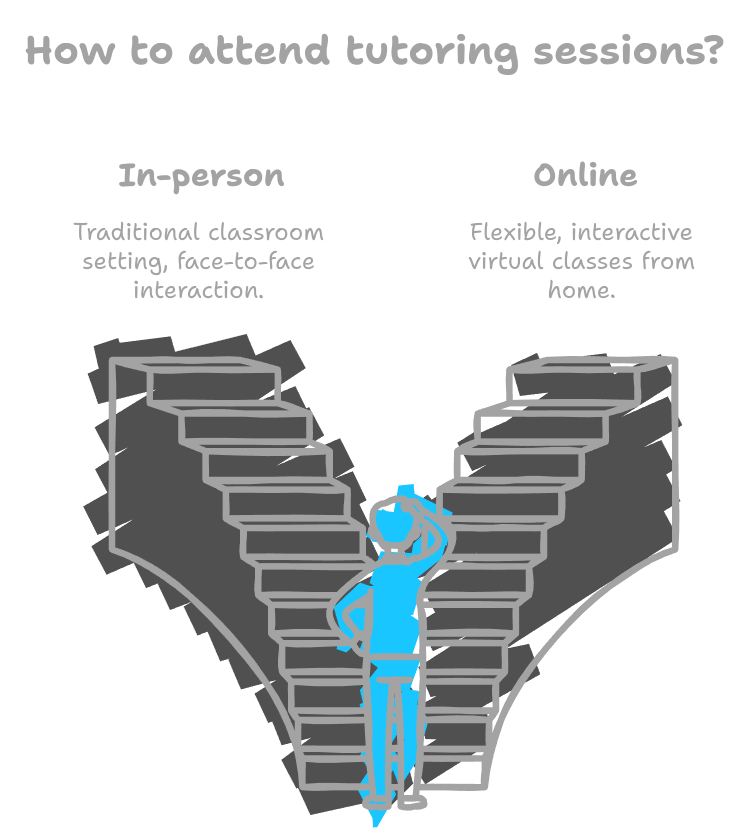 How to attend tutoring sessions?
In-person
Traditional classroom
setting, face-to-face
interaction.
Online
Flexible, interactive
virtual classes from
home.